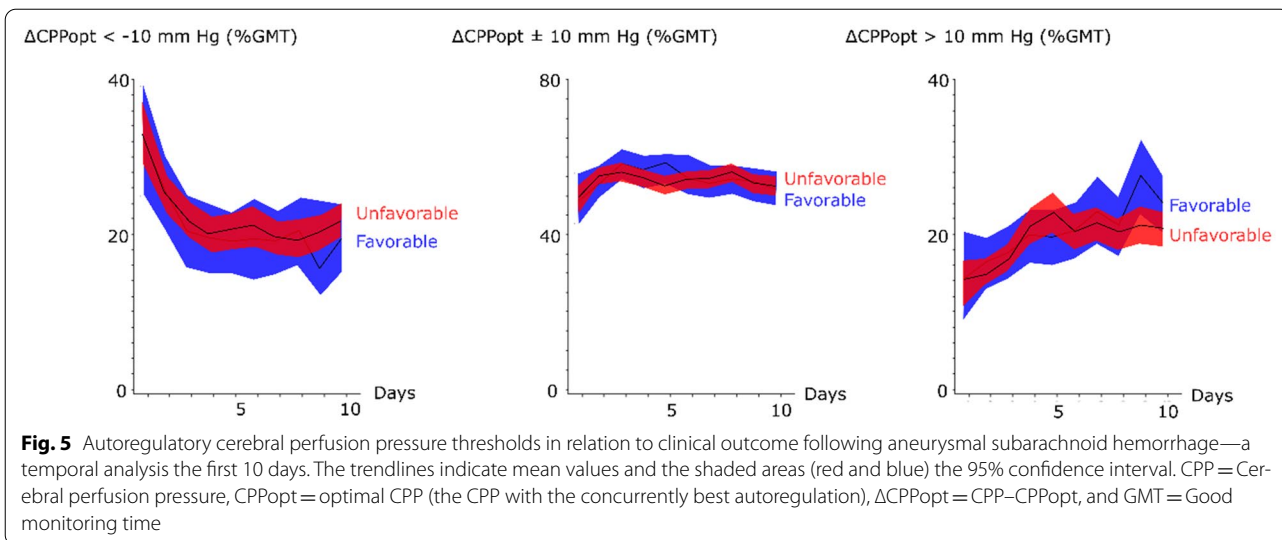 ΔCPPopt < -10 mm Hg (%GMT)
ΔCPPopt ± 10 mm Hg (%GMT)
ΔCPPopt > 10 mm Hg (%GMT)
40
20
0
5
10
Days
Unfavorable
Favorable
80
40
0
5
10
Days
Unfavorable
Favorable
40
20
0
5
10
Days
Favorable
Unfavorable
Fig. 5 Autoregulatory cerebral perfusion pressure thresholds in relation to clinical outcome following aneurysmal subarachnoid hemorrhage—a
temporal analysis the first 10 days. The trendlines indicate mean values and the shaded areas (red and blue) the 95% confidence interval. CPP = Cer-
ebral perfusion pressure, CPPopt = optimal CPP (the CPP with the concurrently best autoregulation), ΔCPPopt = CPP–CPPopt, and GMT = Good
monitoring time